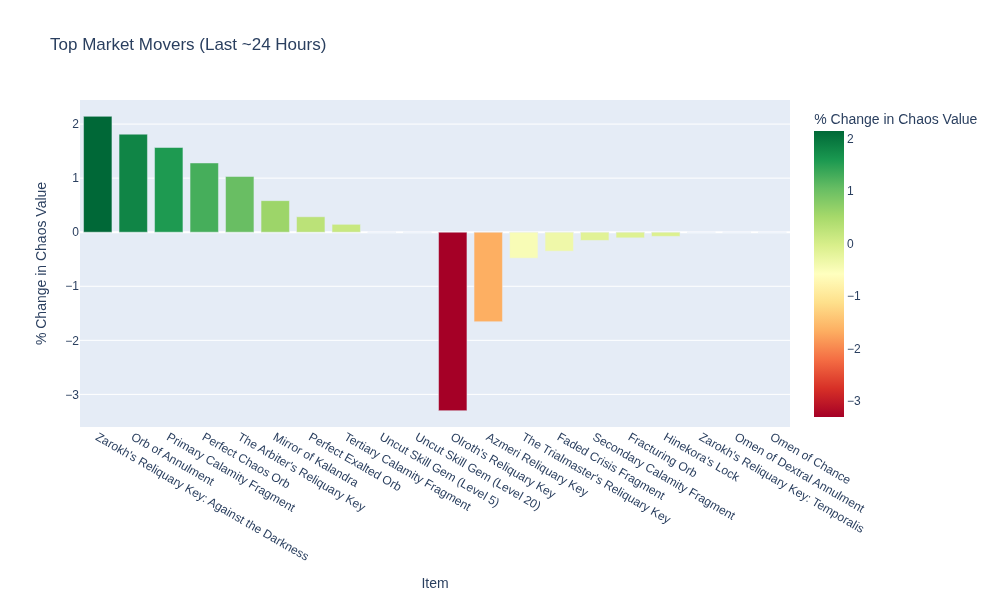 Top Market Movers (Last ~24 Hours)
% Change in Chaos Value
2
1
0
−1
−2
−3
% Change in Chaos Value
2
1
0
−1
−2
−3
Zarokh's Reliquary Key: Against the Darkness
Orb of Annulment
Primary Calamity Fragment
Perfect Chaos Orb
The Arbiter's Reliquary Key
Mirror of Kalandra
Perfect Exalted Orb
Tertiary Calamity Fragment
Uncut Skill Gem (Level 5)
Uncut Skill Gem (Level 20)
Olroth's Reliquary Key
Azmeri Reliquary Key
The Trialmaster's Reliquary Key
Faded Crisis Fragment
Secondary Calamity Fragment
Fracturing Orb
Hinekora's Lock
Zarokh's Reliquary Key: Temporalis
Omen of Dextral Annulment
Omen of Chance
Item